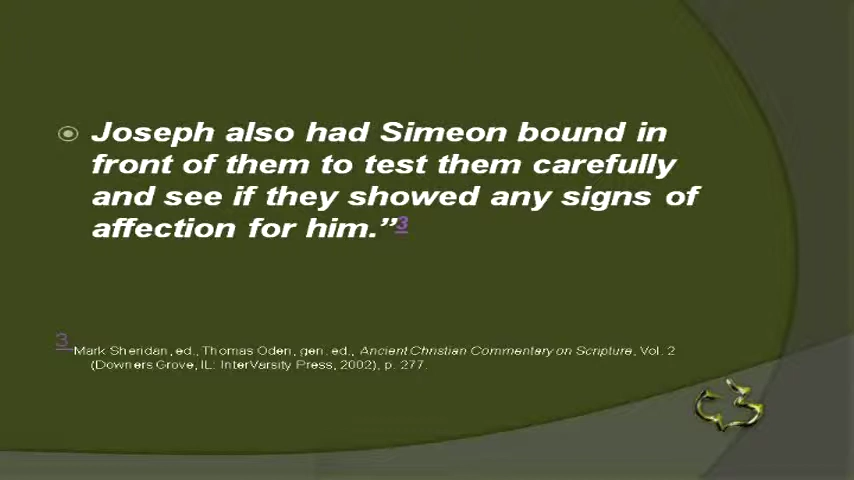 Joseph also had Simeon bound in
front of them to test them carefully
and see if they showed any signs of
affection for him.”3
3 Mark Sheridan, ed., Thomas Oden, gen. ed., Ancient Christian Commentary on Scripture, Vol. 2
(Downers Grove, IL: InterVarsity Press, 2002), p. 277.